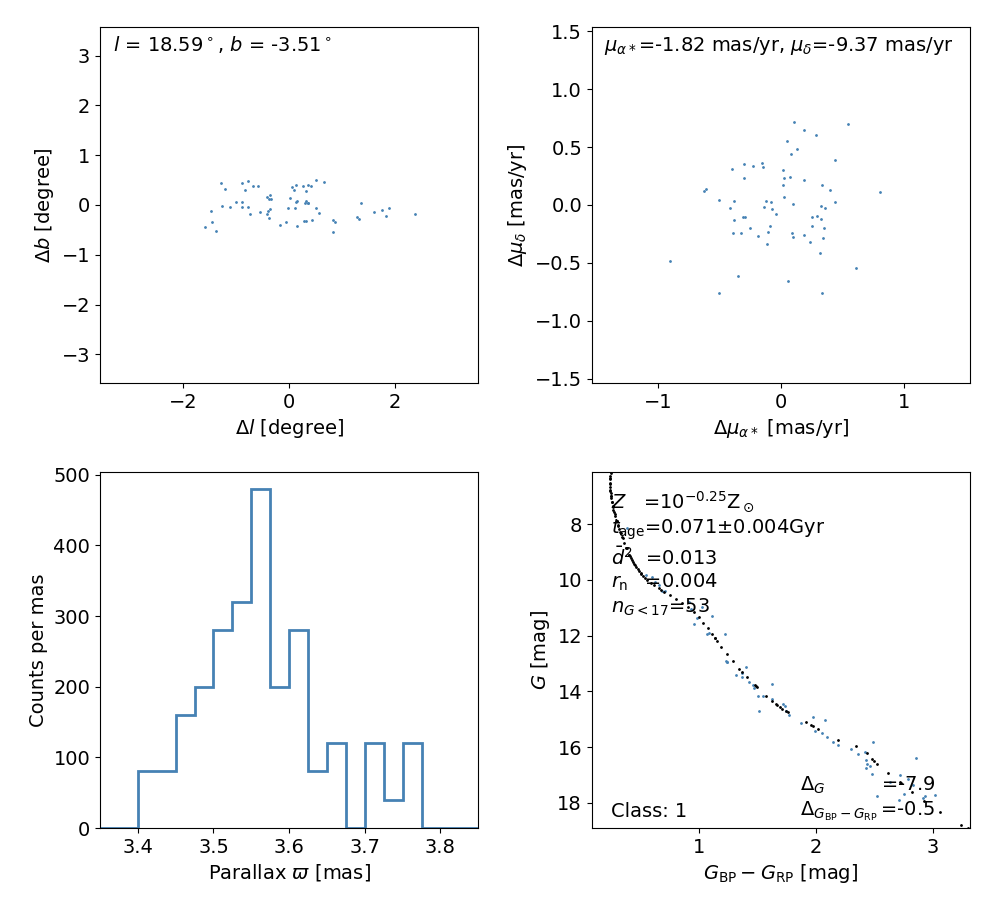 l = 18.59°, b = -3.51°
3
2
1
0
−1
−2
−3
Δb [degree]
−2
0
2
Δl [degree]
μα*=-1.82 mas/yr, μδ=-9.37 mas/yr
1.5
1.0
0.5
0.0
−0.5
−1.0
−1.5
Δμδ [mas/yr]
−1
0
1
Δμα* [mas/yr]
500
400
300
200
100
0
Counts per mas
3.4
3.5
3.6
3.7
3.8
Parallax ϖ [mas]
Z =10^−0.25Z⊙
tage=0.071±0.004Gyr
d̄² =0.013
rn =0.004
nG<17=53
8
10
12
14
16
18
G [mag]
ΔG =-7.9
ΔGBP−GRP=-0.5
Class: 1
1
2
3
GBP − GRP [mag]